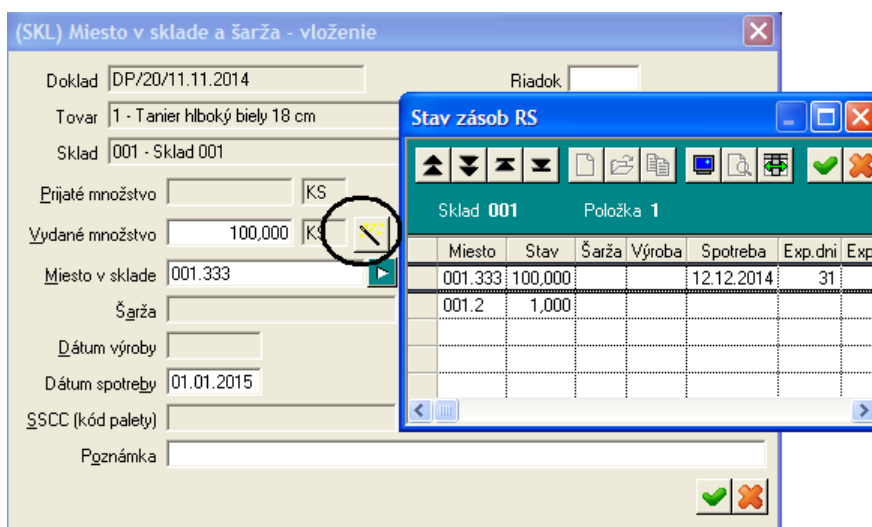 (SKL) Miesto v sklade a šarža - vloženie
Doklad DP/20/11.11.2014 Riadok
Tovar 1 - Tanier hlboký biely 18 cm
Sklad 001 - Sklad 001
Prijaté množstvo KS
Vydané množstvo 100,000 KS
Miesto v sklade 001.333
Šarža
Dátum výroby
Dátum spotreby 01.01.2015
SSCC (kód palety)
Poznámka
Stav zásob RS
Sklad 001 Položka 1
Miesto Stav Šarža Výroba Spotreba Exp.dni Exp
001.333 100,000 12.12.2014 31
001.2 1,000